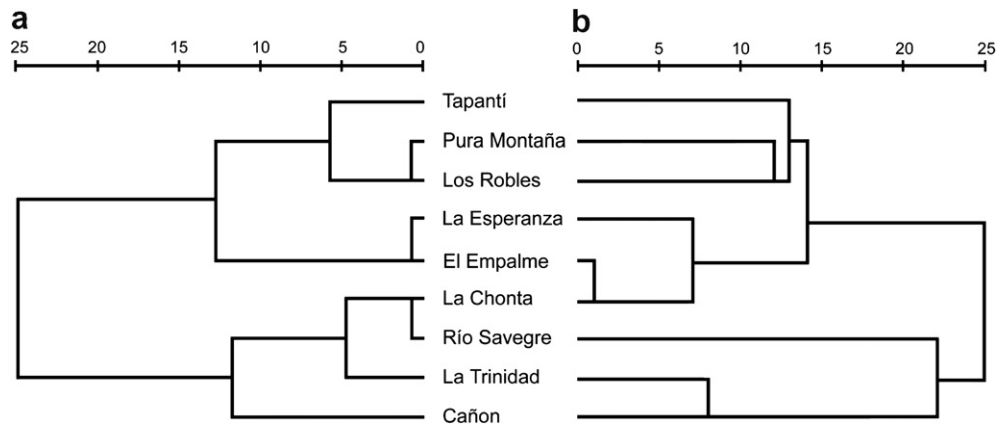 a b
25 20 15 10 5 0 0 5 10 15 20 25
Tapantí
Pura Montaña
Los Robles
La Esperanza
El Empalme
La Chonta
Río Savegre
La Trinidad
Cañon